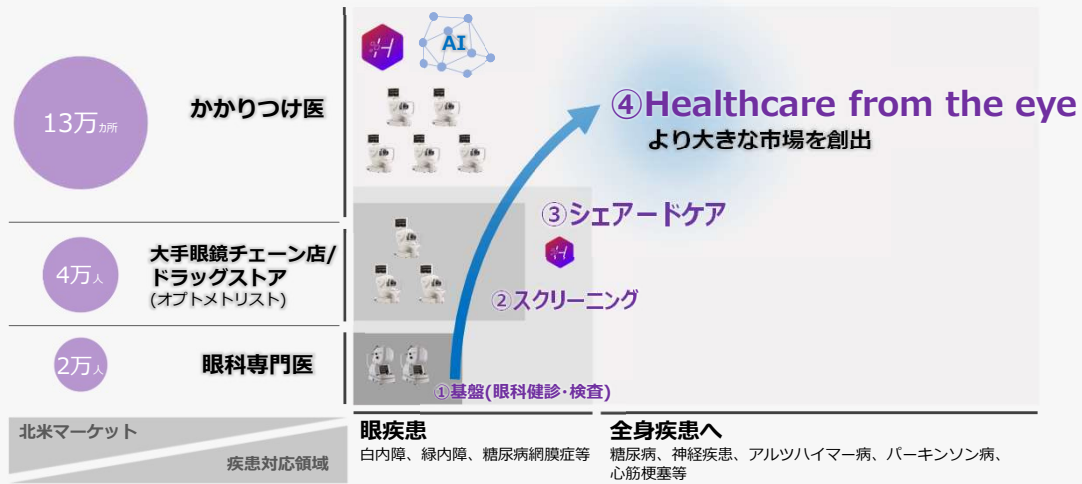 AI
13万カ所
かかりつけ医
④Healthcare from the eye
より大きな市場を創出
③シェアードケア
4万人
大手眼鏡チェーン店/
ドラッグストア
(オプトメトリスト)
②スクリーニング
2万人
眼科専門医
①基盤(眼科健診・検査)
北米マーケット
疾患対応領域
眼疾患
白内障、緑内障、糖尿病網膜症等
全身疾患へ
糖尿病、神経疾患、アルツハイマー病、パーキンソン病、
心筋梗塞等